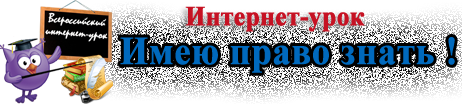 Всероссийский
интернет-урок
Интернет-урок
Имею право знать !